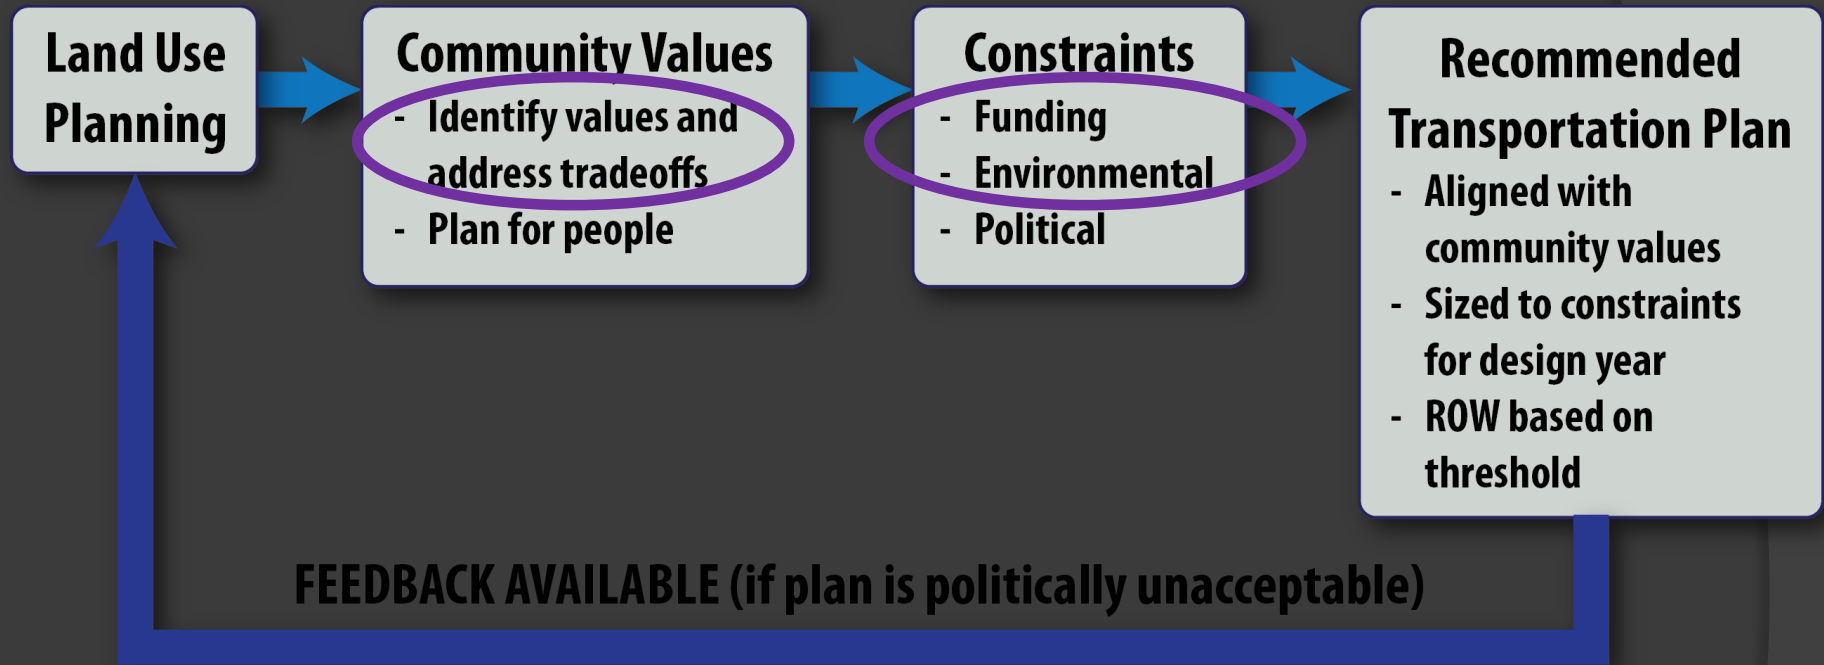 Land Use
Planning
Community Values
- Identify values and
address tradeoffs
- Plan for people
Constraints
- Funding
- Environmental
- Political
Recommended
Transportation Plan
- Aligned with
community values
- Sized to constraints
for design year
- ROW based on
threshold
FEEDBACK AVAILABLE (if plan is politically unacceptable)